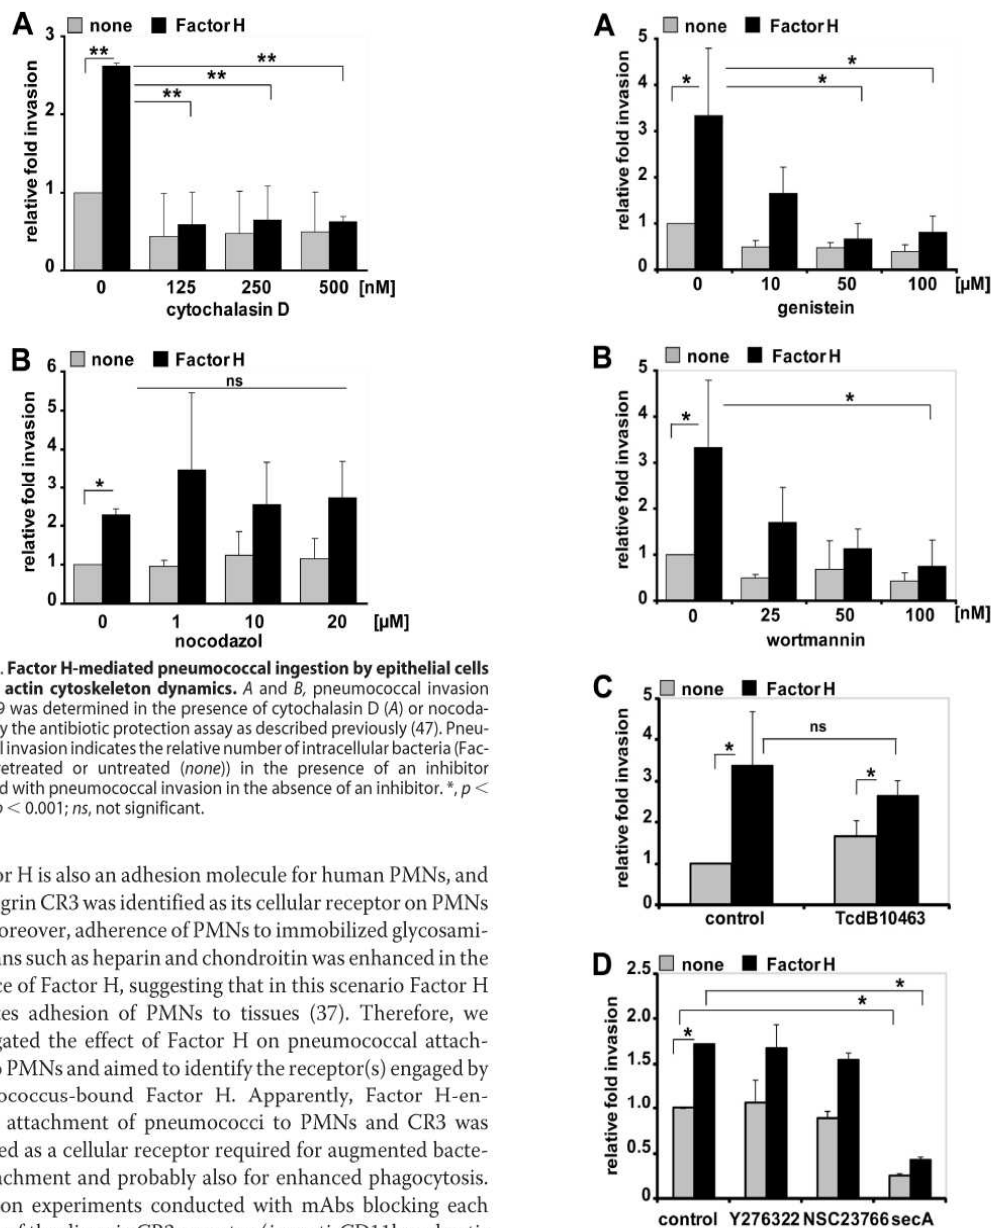 A
none Factor H
relative fold invasion
3
2
1
0
**
**
**
**
0 125 250 500 [nM]
cytochalasin D
B
none Factor H
relative fold invasion
6
5
4
3
2
1
0
ns
*
0 1 10 20 [µM]
nocodazol
. Factor H-mediated pneumococcal ingestion by epithelial cells
actin cytoskeleton dynamics. A and B, pneumococcal invasion
9 was determined in the presence of cytochalasin D (A) or nocoda-
y the antibiotic protection assay as described previously (47). Pneu-
l invasion indicates the relative number of intracellular bacteria (Fac-
retreated or untreated (none)) in the presence of an inhibitor
d with pneumococcal invasion in the absence of an inhibitor. *, p <
p < 0.001; ns, not significant.
or H is also an adhesion molecule for human PMNs, and
grin CR3 was identified as its cellular receptor on PMNs
oreover, adherence of PMNs to immobilized glycosami-
ans such as heparin and chondroitin was enhanced in the
ce of Factor H, suggesting that in this scenario Factor H
tes adhesion of PMNs to tissues (37). Therefore, we
gated the effect of Factor H on pneumococcal attach-
o PMNs and aimed to identify the receptor(s) engaged by
ococcus-bound Factor H. Apparently, Factor H-en-
attachment of pneumococci to PMNs and CR3 was
ed as a cellular receptor required for augmented bacte-
achment and probably also for enhanced phagocytosis.
on experiments conducted with mAbs blocking each
A
none Factor H
relative fold invasion
5
4
3
2
1
0
*
*
*
0 10 50 100 [µM]
genistein
B
none Factor H
relative fold invasion
5
4
3
2
1
0
*
*
0 25 50 100 [nM]
wortmannin
C
none Factor H
relative fold invasion
5
4
3
2
1
0
ns
*
*
control TcdB10463
D
none Factor H
relative fold invasion
2.5
2.0
1.5
1.0
0.5
0
*
*
*
control Y276322 NSC23766 secA